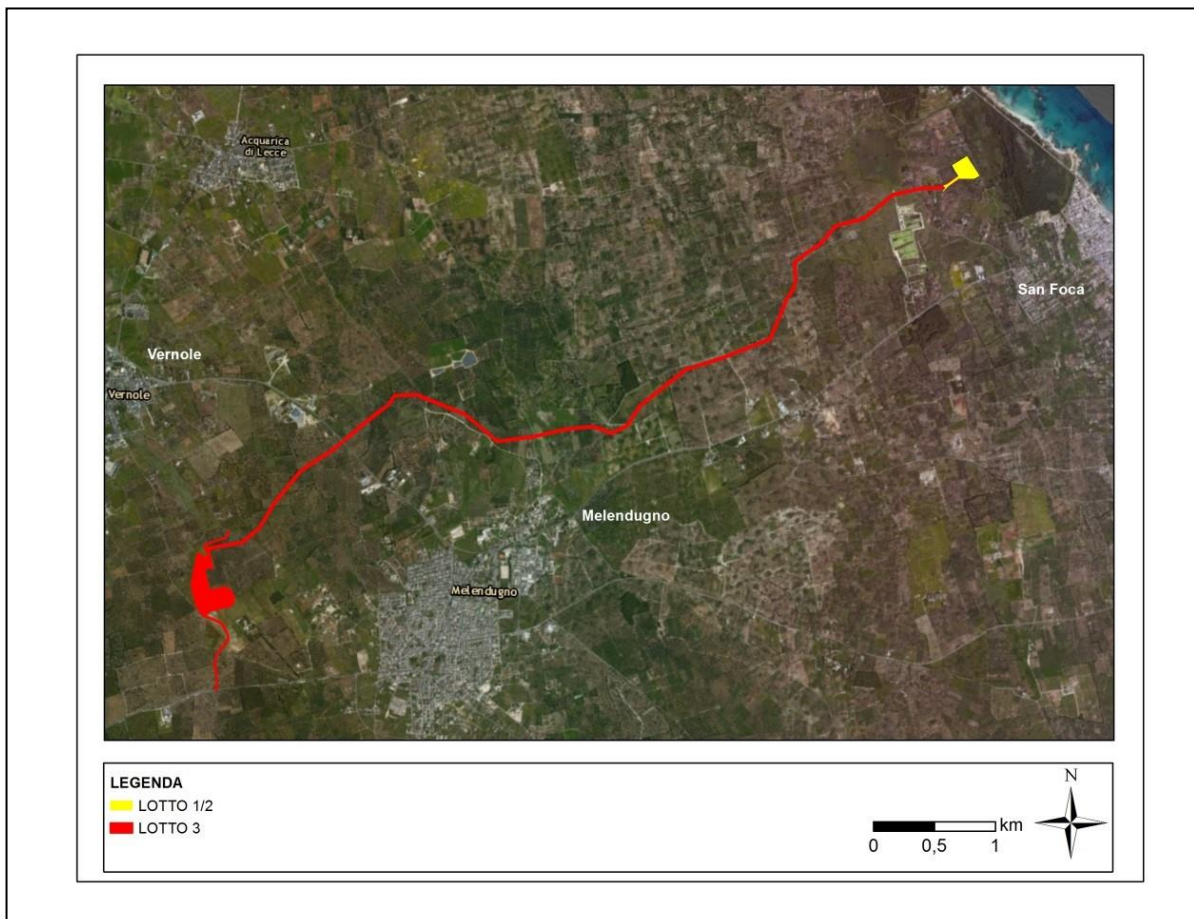 Acquarica
di Lecce
San Foca
Vernole
Vernole
Melendugno
Melendugno
LEGENDA
LOTTO 1/2
LOTTO 3
N
km
0 0,5 1